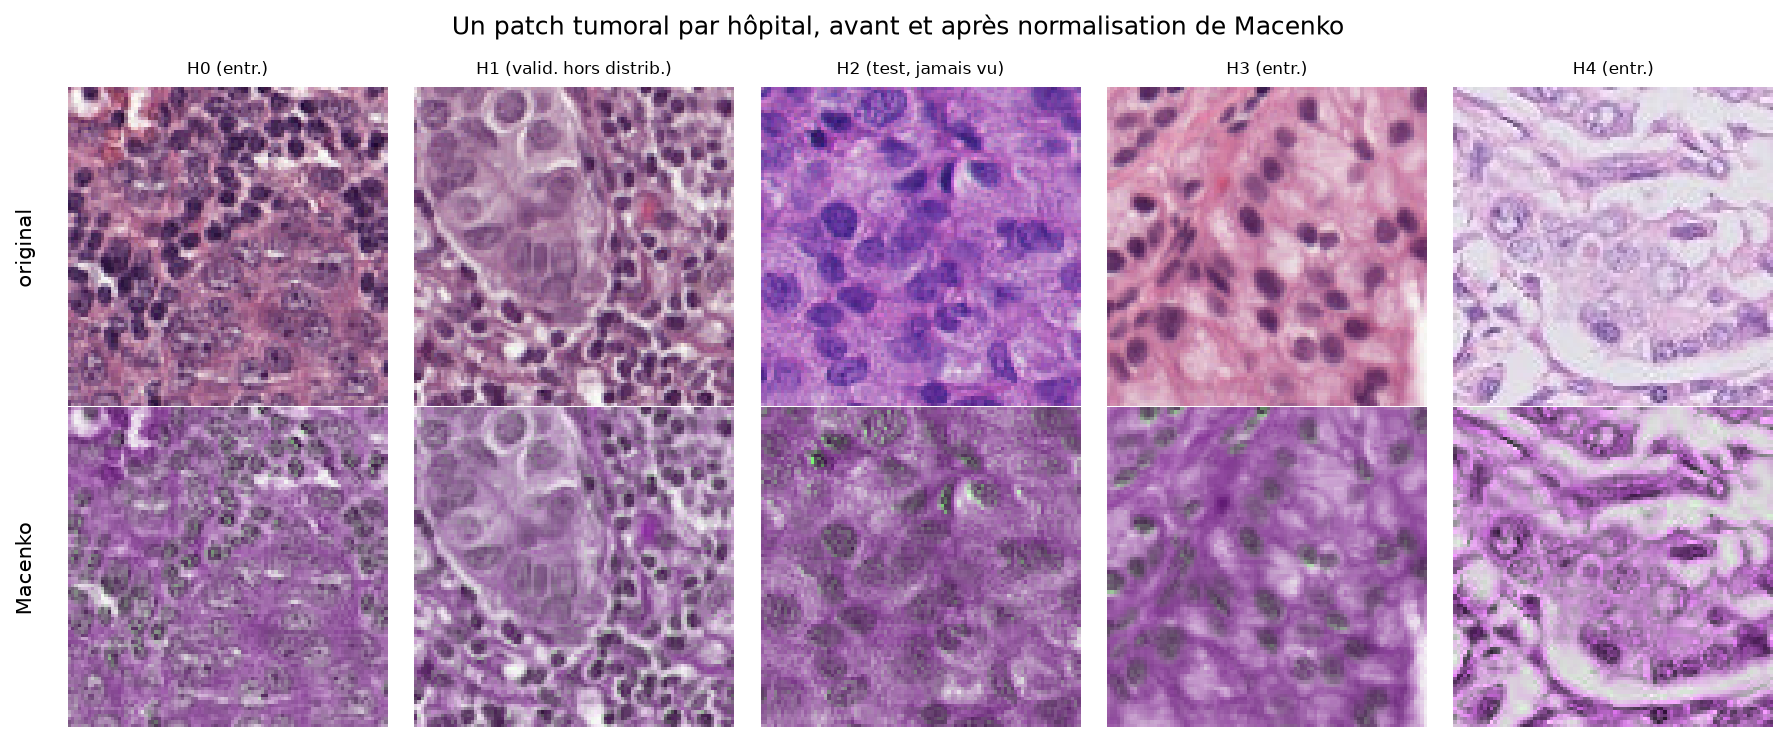 Un patch tumoral par hôpital, avant et après normalisation de Macenko
H0 (entr.)
H1 (valid. hors distrib.)
H2 (test, jamais vu)
H3 (entr.)
H4 (entr.)
original
Macenko